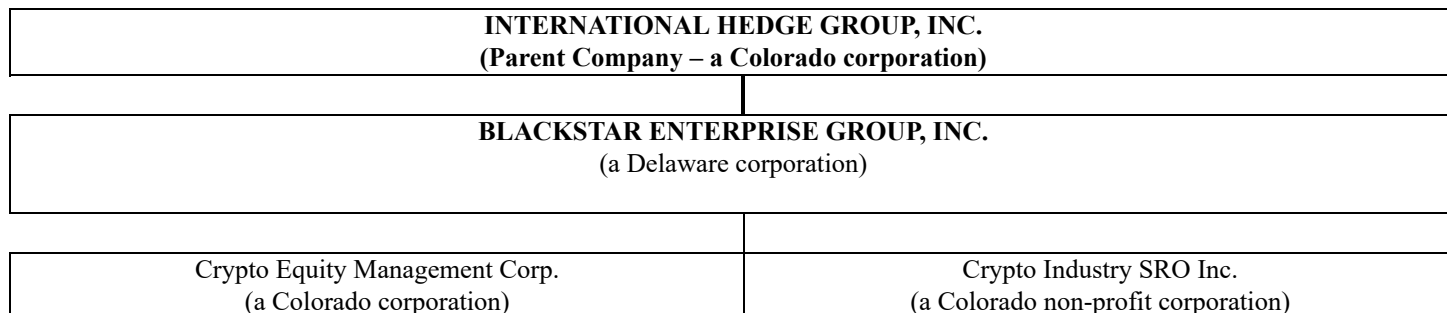 INTERNATIONAL HEDGE GROUP, INC.
(Parent Company – a Colorado corporation)
BLACKSTAR ENTERPRISE GROUP, INC.
(a Delaware corporation)
Crypto Equity Management Corp.
(a Colorado corporation)
Crypto Industry SRO Inc.
(a Colorado non-profit corporation)